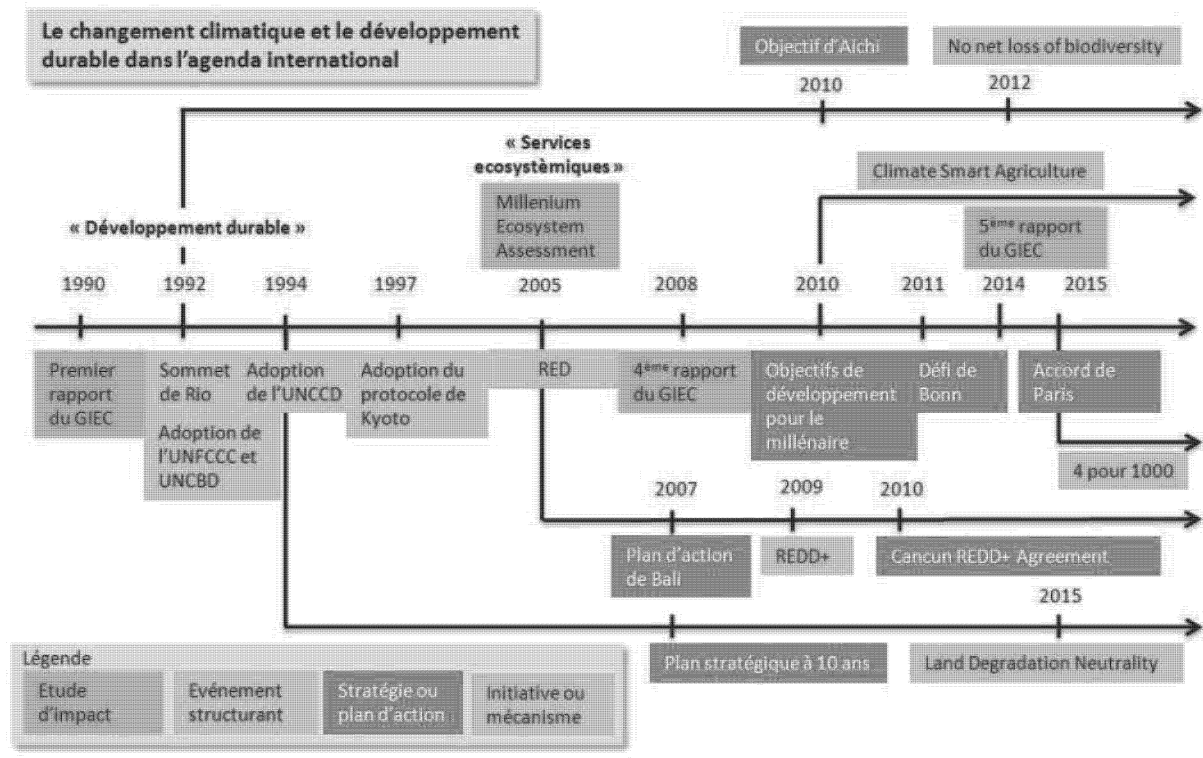 Le changement climatique et le développement
durable dans l'agenda international
Objectif d'Aichi
No net loss of biodiversity
2010
2012
« Services
ecosystèmiques »
Millenium
Ecosystem
Assessment
Climate Smart Agriculture
5ème rapport
du GIEC
« Développement durable »
1990
1992
1994
1997
2005
2008
2010
2011
2014
2015
Premier
rapport
du GIEC
Sommet
de Rio
Adoption de
l'UNFCCC et
UNCBD
Adoption
de l'UNCCD
Adoption du
protocole de
Kyoto
RED
4ème rapport
du GIEC
Objectifs de
développement
pour le
millénaire
Défi de
Bonn
Accord de
Paris
4 pour 1000
2007
2009
2010
Plan d'action
de Bali
REDD+
Cancun REDD+ Agreement
2015
Plan stratégique à 10 ans
Land Degradation Neutrality
Légende
Etude
d'impact
Evénement
structurant
Stratégie ou
plan d'action
Initiative ou
mécanisme